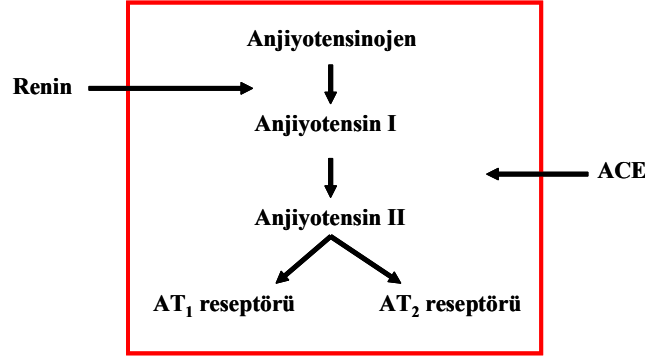 Anjiyotensinojen
Renin
Anjiyotensin I
ACE
Anjiyotensin II
AT₁ reseptörü
AT₂ reseptörü